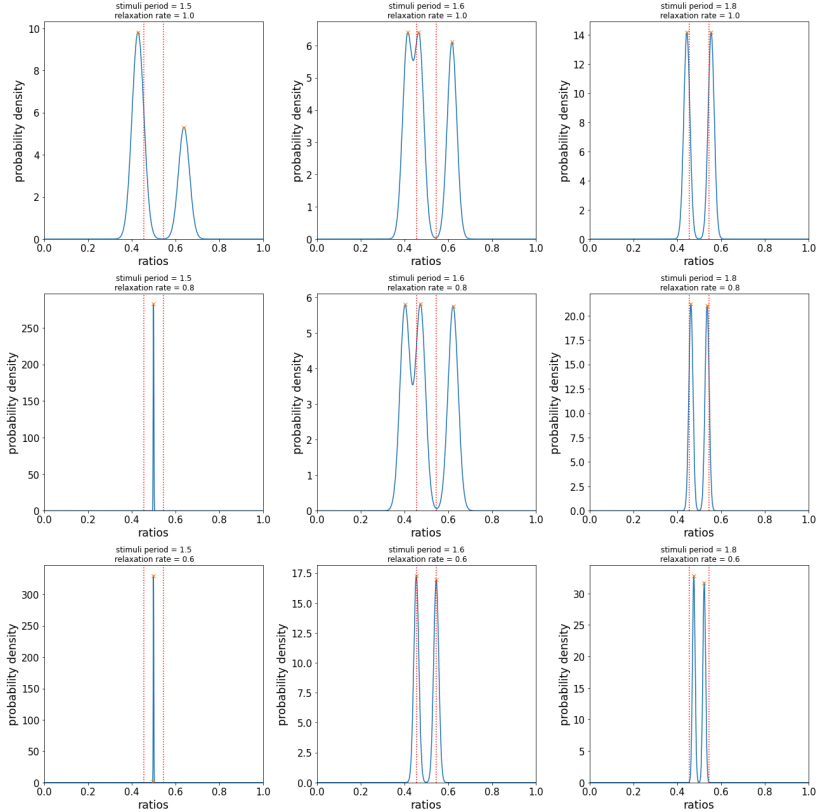 stimuli period = 1.5
relaxation rate = 1.0
10
8
6
4
2
0
probability density
0.0 0.2 0.4 0.6 0.8 1.0
ratios
stimuli period = 1.6
relaxation rate = 1.0
6
5
4
3
2
1
0
probability density
0.0 0.2 0.4 0.6 0.8 1.0
ratios
stimuli period = 1.8
relaxation rate = 1.0
14
12
10
8
6
4
2
0
probability density
0.0 0.2 0.4 0.6 0.8 1.0
ratios
stimuli period = 1.5
relaxation rate = 0.8
250
200
150
100
50
0
probability density
0.0 0.2 0.4 0.6 0.8 1.0
ratios
stimuli period = 1.6
relaxation rate = 0.8
6
5
4
3
2
1
0
probability density
0.0 0.2 0.4 0.6 0.8 1.0
ratios
stimuli period = 1.8
relaxation rate = 0.8
20.0
17.5
15.0
12.5
10.0
7.5
5.0
2.5
0.0
probability density
0.0 0.2 0.4 0.6 0.8 1.0
ratios
stimuli period = 1.5
relaxation rate = 0.6
300
250
200
150
100
50
0
probability density
0.0 0.2 0.4 0.6 0.8 1.0
ratios
stimuli period = 1.6
relaxation rate = 0.6
17.5
15.0
12.5
10.0
7.5
5.0
2.5
0.0
probability density
0.0 0.2 0.4 0.6 0.8 1.0
ratios
stimuli period = 1.8
relaxation rate = 0.6
30
25
20
15
10
5
0
probability density
0.0 0.2 0.4 0.6 0.8 1.0
ratios